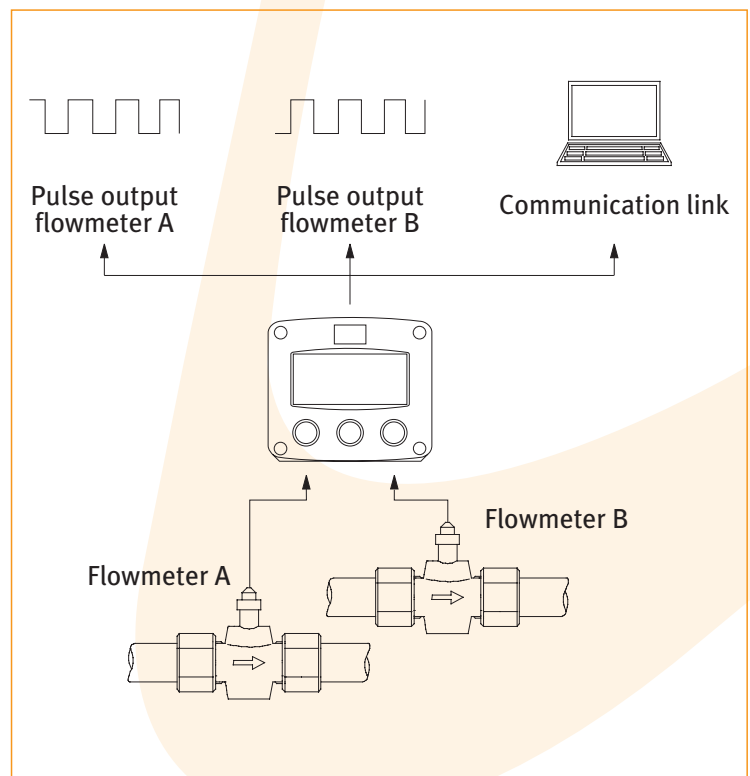 Pulse output
flowmeter A
Pulse output
flowmeter B
Communication link
Flowmeter B
Flowmeter A